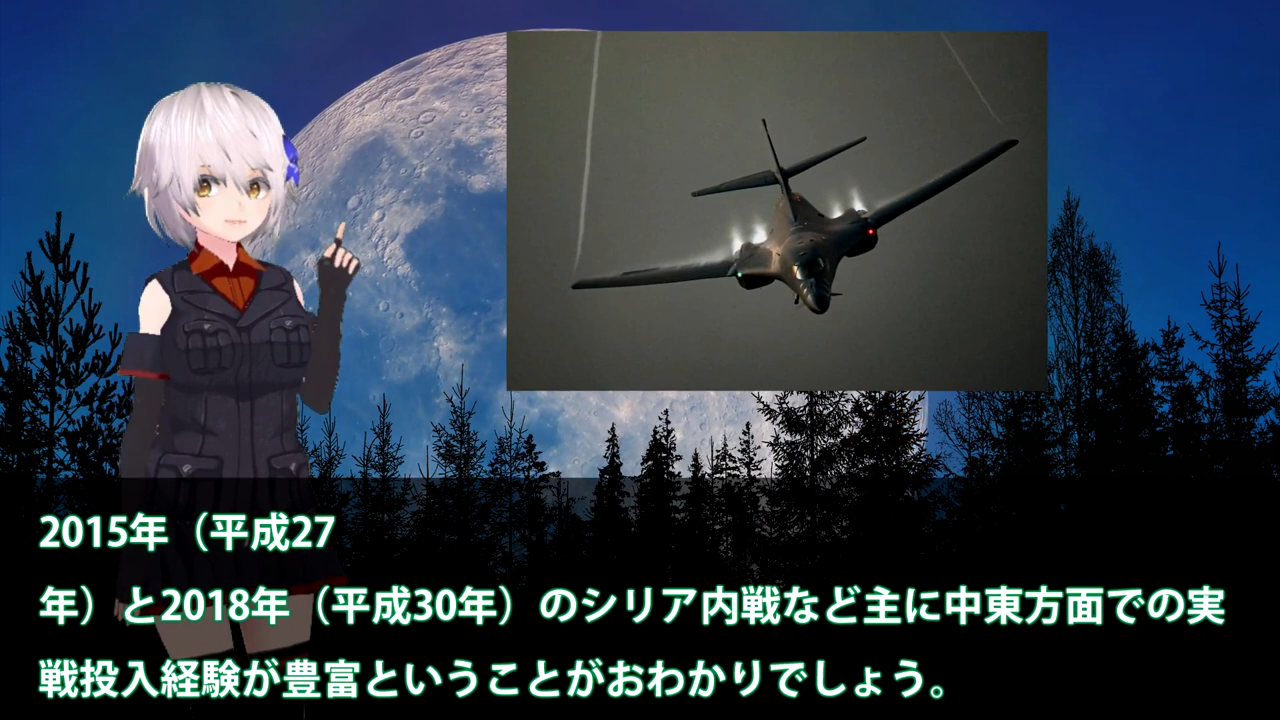 2015年（平成27
年）と2018年（平成30年）のシリア内戦など主に中東方面での実
戦投入経験が豊富ということがおわかりでしょう。